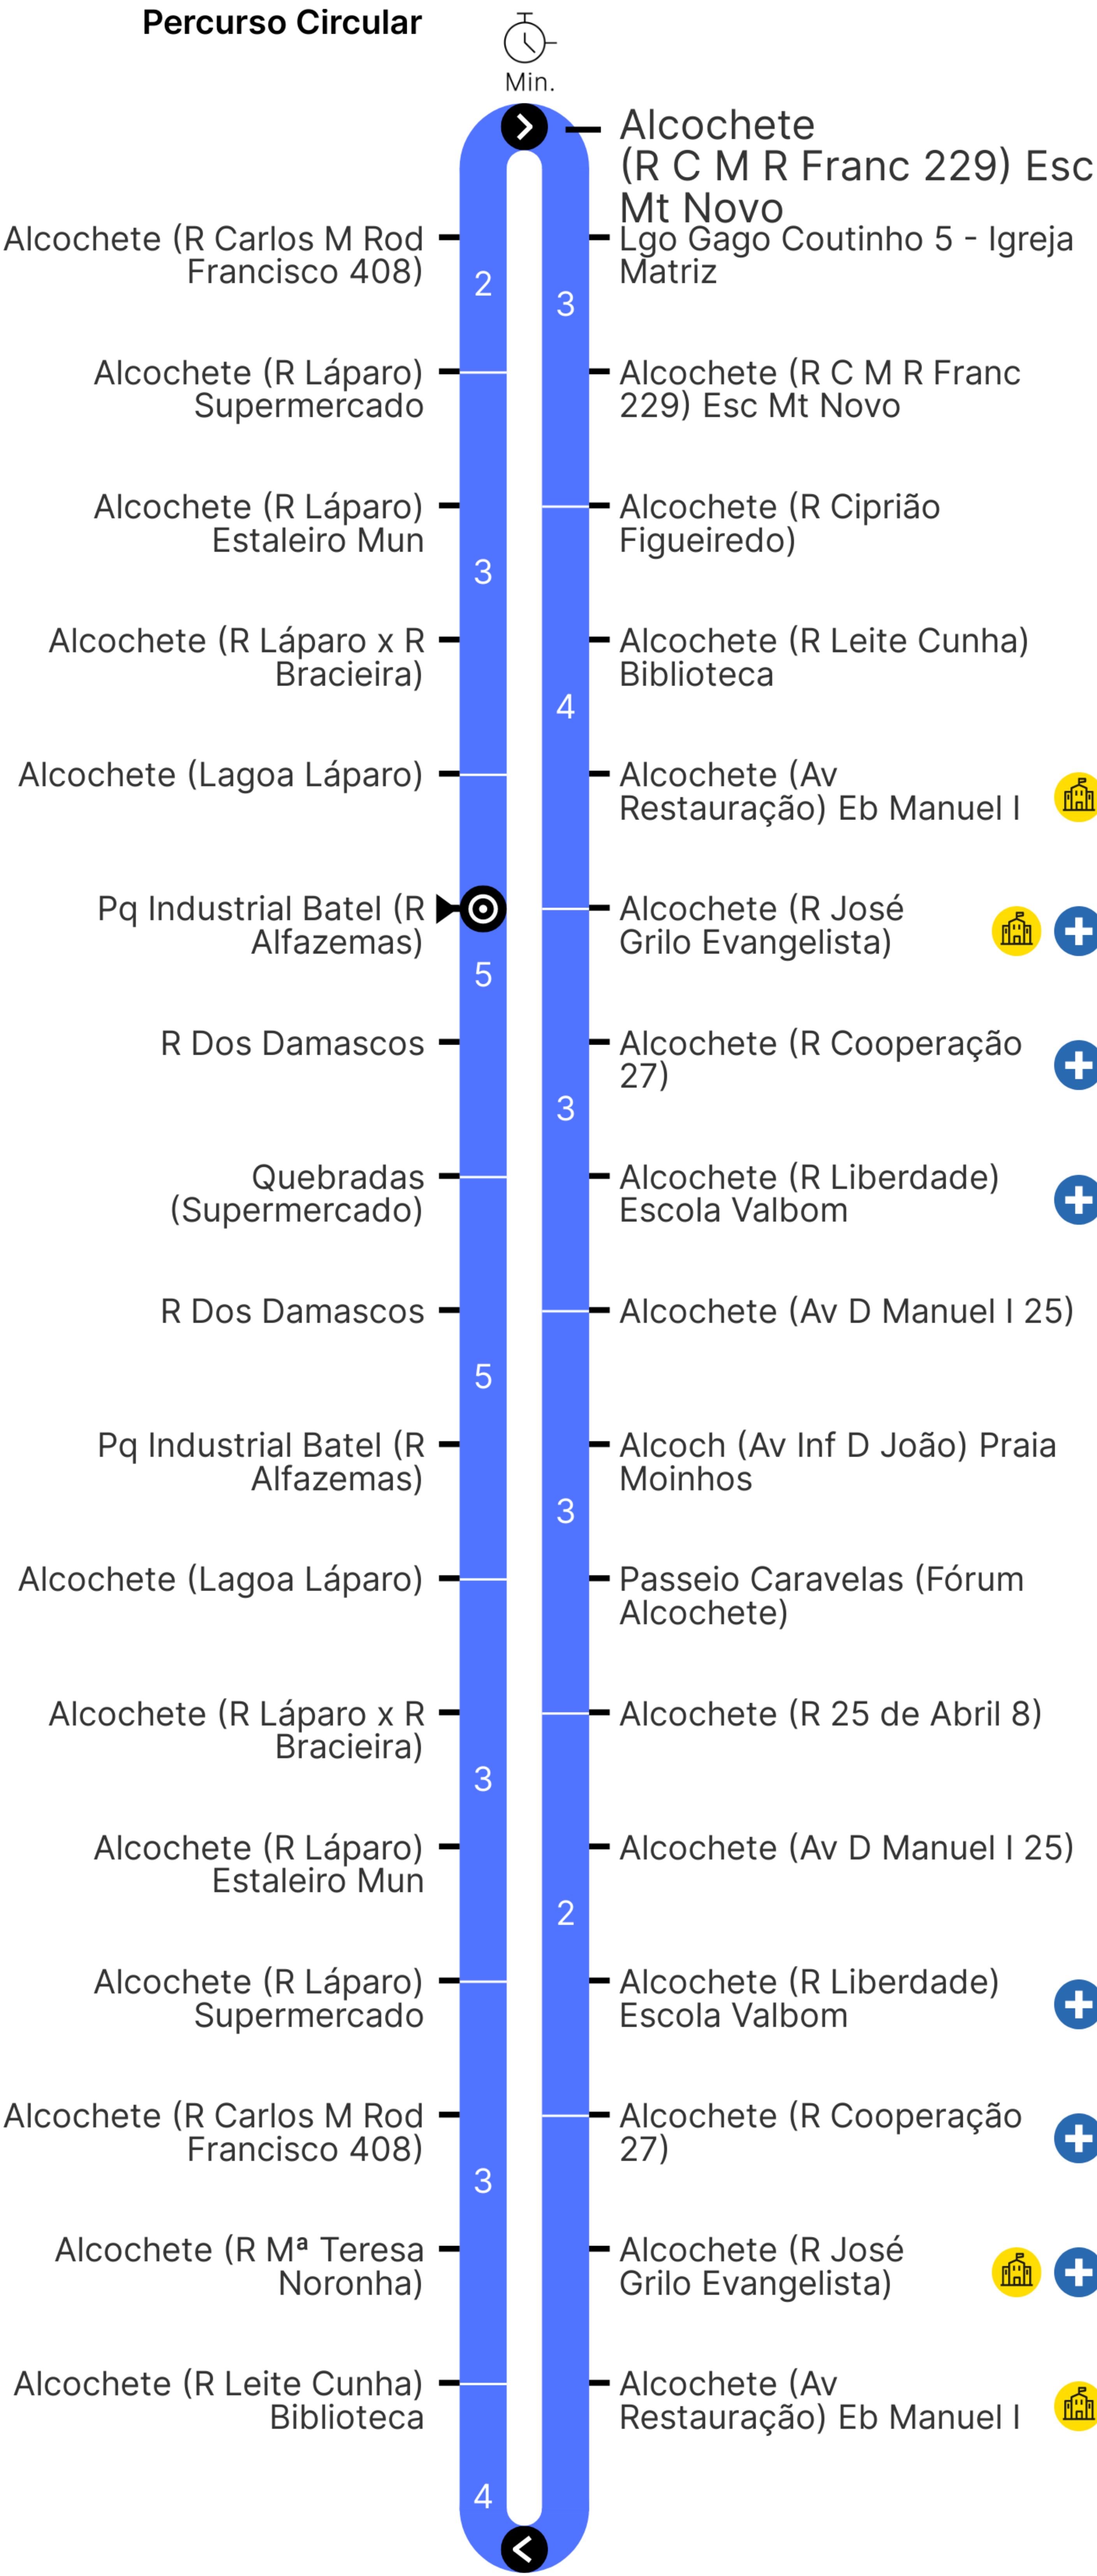 Percurso Circular
Min.
Alcochete
(R C M R Franc 229) Esc
Mt Novo
Lgo Gago Coutinho 5 - Igreja
Matriz
3
Alcochete (R C M R Franc
229) Esc Mt Novo
Alcochete (R Ciprião
Figueiredo)
Alcochete (R Leite Cunha)
Biblioteca
4
Alcochete (Av
Restauração) Eb Manuel I
Alcochete (R José
Grilo Evangelista)
Alcochete (R Cooperação
27)
3
Alcochete (R Liberdade)
Escola Valbom
Alcochete (Av D Manuel I 25)
Alcoch (Av Inf D João) Praia
Moinhos
3
Passeio Caravelas (Fórum
Alcochete)
Alcochete (R 25 de Abril 8)
Alcochete (Av D Manuel I 25)
2
Alcochete (R Liberdade)
Escola Valbom
Alcochete (R Cooperação
27)
Alcochete (R José
Grilo Evangelista)
Alcochete (Av
Restauração) Eb Manuel I
Alcochete (R Carlos M Rod
Francisco 408)
2
Alcochete (R Láparo)
Supermercado
Alcochete (R Láparo)
Estaleiro Mun
3
Alcochete (R Láparo x R
Bracieira)
Alcochete (Lagoa Láparo)
Pq Industrial Batel (R
Alfazemas)
5
R Dos Damascos
Quebradas
(Supermercado)
R Dos Damascos
5
Pq Industrial Batel (R
Alfazemas)
Alcochete (Lagoa Láparo)
Alcochete (R Láparo x R
Bracieira)
3
Alcochete (R Láparo)
Estaleiro Mun
Alcochete (R Láparo)
Supermercado
Alcochete (R Carlos M Rod
Francisco 408)
3
Alcochete (R Mª Teresa
Noronha)
Alcochete (R Leite Cunha)
Biblioteca
4